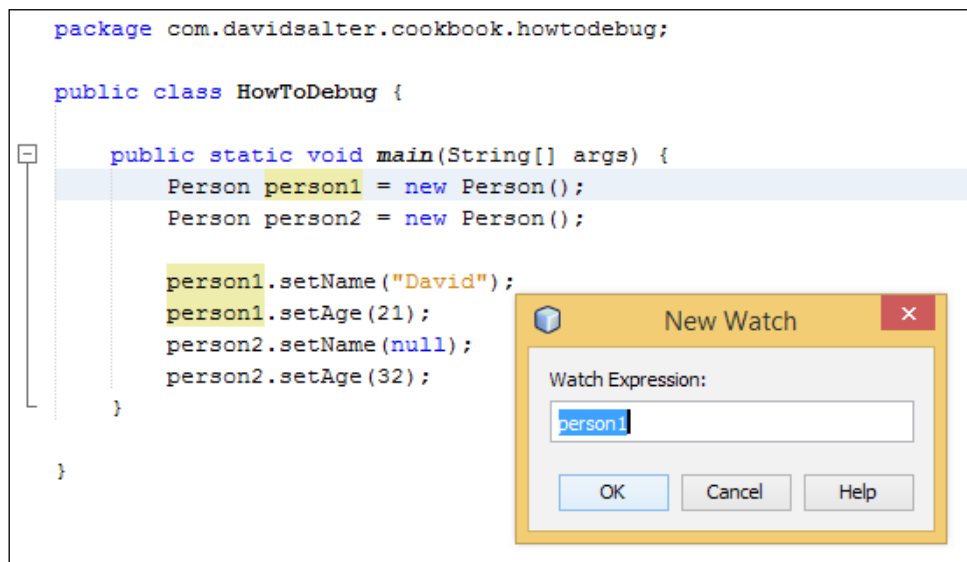 package com.davidsalter.cookbook.howtodebug;
public class HowToDebug {
public static void main(String[] args) {
Person person1 = new Person();
Person person2 = new Person();
person1.setName("David");
person1.setAge(21);
person2.setName(null);
person2.setAge(32);
}
}
New Watch
Watch Expression:
person1
OK Cancel Help